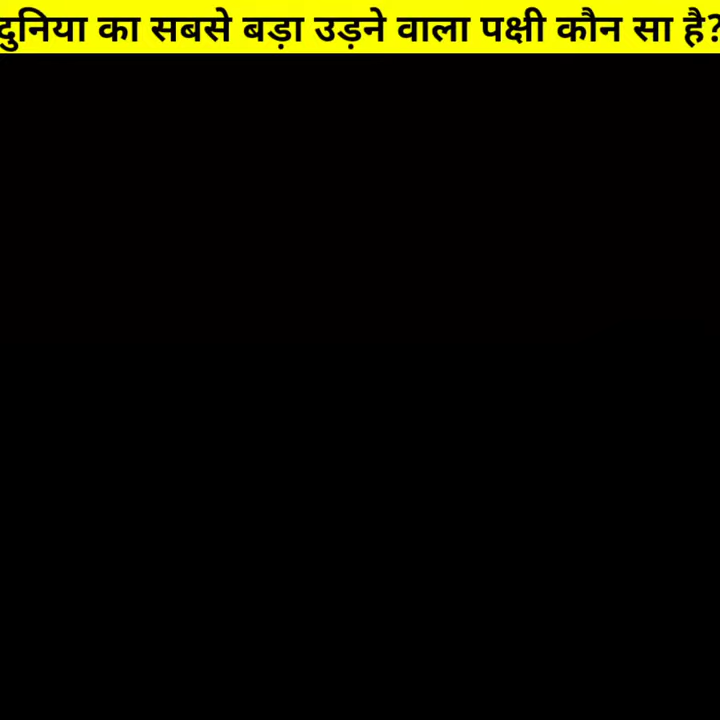 दुनिया का सबसे बड़ा उड़ने वाला पक्षी कौन सा है?